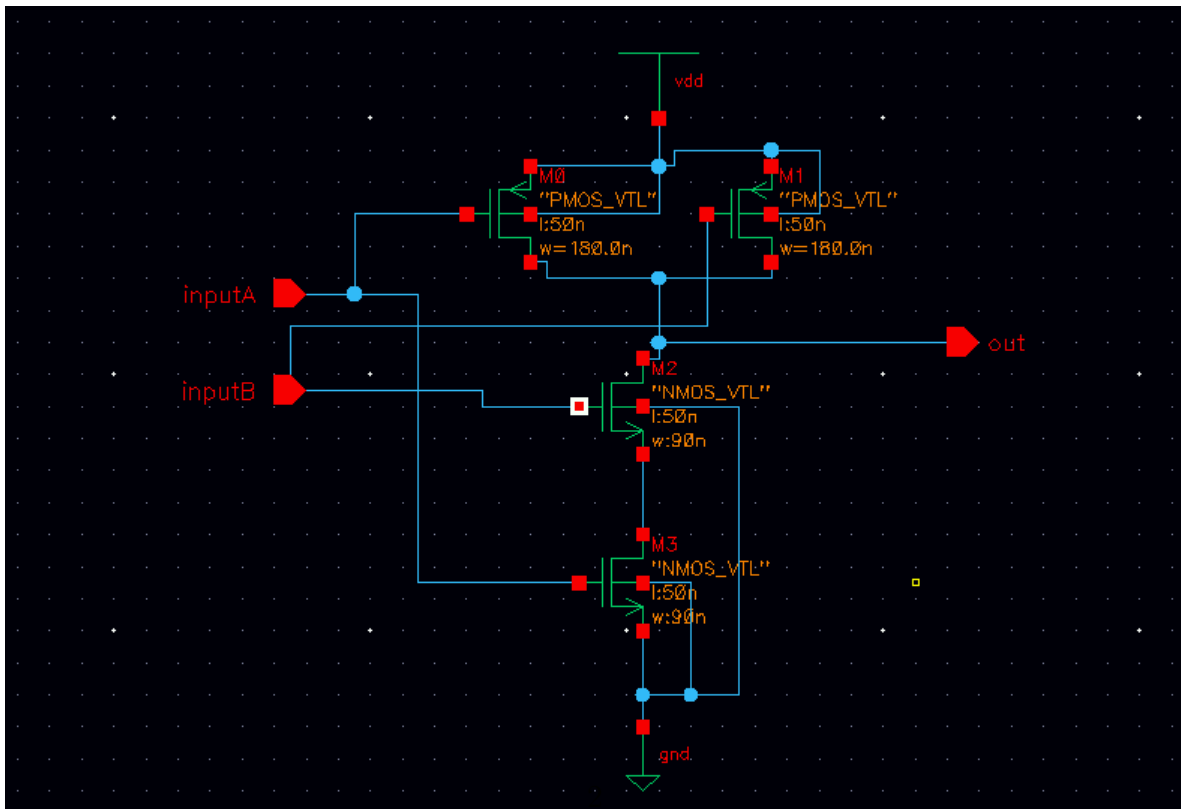 vdd
M0
"PMOS_VTL"
l:50n
w=180.0n
M1
"PMOS_VTL"
l:50n
w=180.0n
inputA
inputB
out
M2
"NMOS_VTL"
l:50n
w:90n
M3
"NMOS_VTL"
l:50n
w:90n
gnd